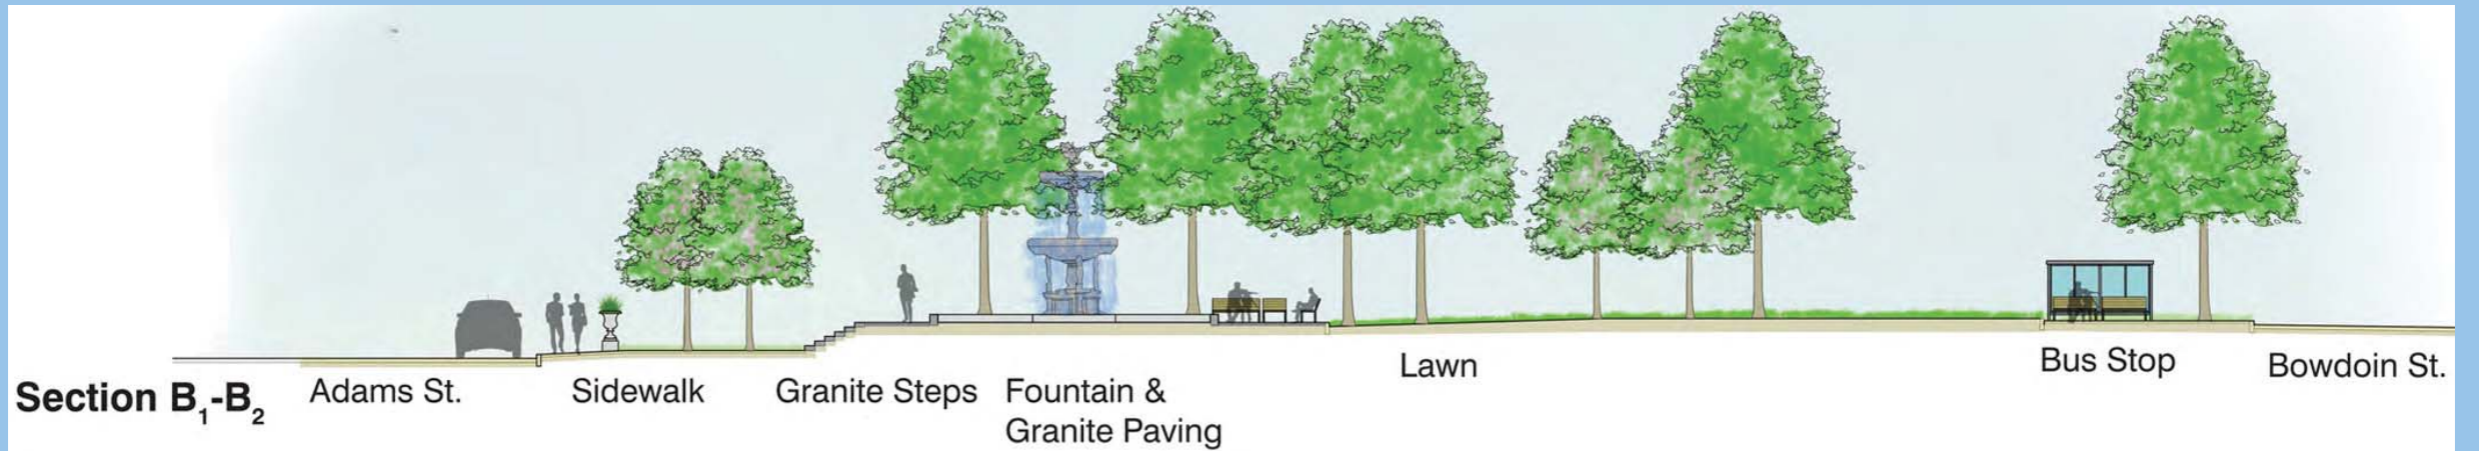 Section B₁-B₂
Adams St.
Sidewalk
Granite Steps
Fountain &
Granite Paving
Lawn
Bus Stop
Bowdoin St.